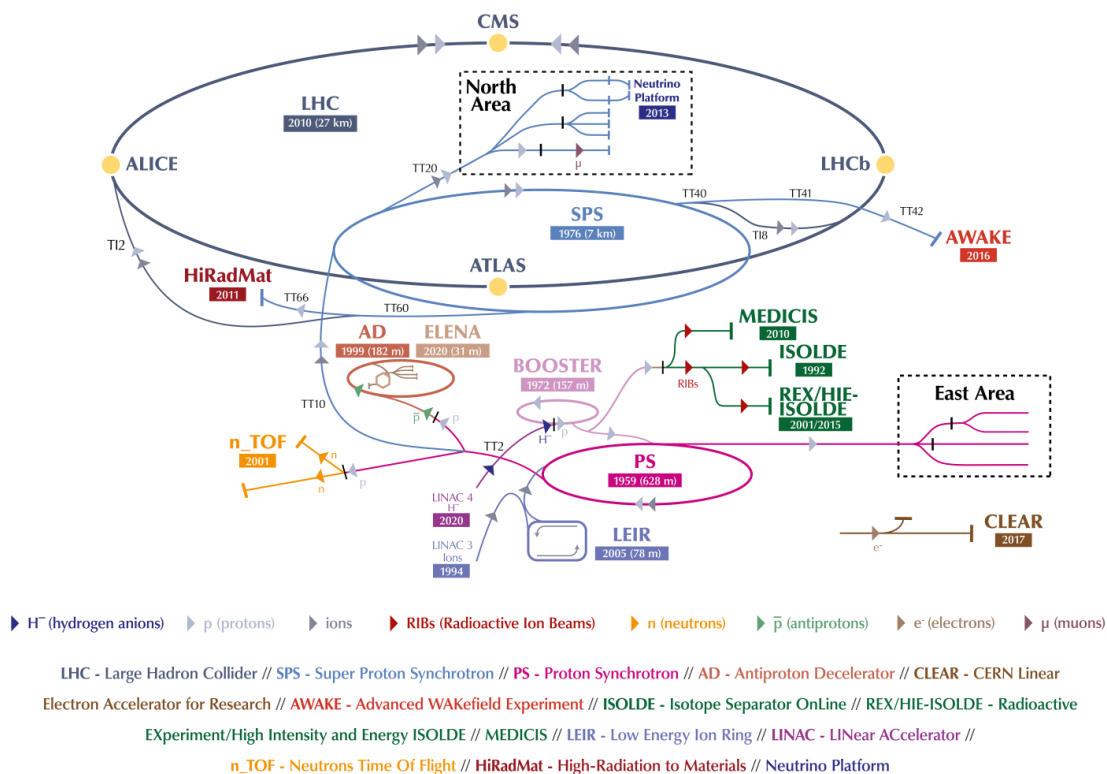 CMS
North
Area
Neutrino
Platform
2013
LHC
2010 (27 km)
μ
ALICE
LHCb
TT20
TT40
TT41
TT42
SPS
1976 (7 km)
TI8
TI2
AWAKE
2016
ATLAS
HiRadMat
2011
TT66
TT60
MEDICIS
2010
AD
1999 (182 m)
ELENA
2020 (31 m)
BOOSTER
1972 (157 m)
ISOLDE
1992
RIBs
REX/HIE-
ISOLDE
2001/2015
East Area
TT10
p̅
p
TT2
H⁻
p
n_TOF
2001
n
n
p
PS
1959 (628 m)
LINAC 4
H⁻
2020
LINAC 3
Ions
1994
LEIR
2005 (78 m)
CLEAR
2017
e⁻
H⁻ (hydrogen anions) p (protons) ions RIBs (Radioactive Ion Beams) n (neutrons) p̅ (antiprotons) e⁻ (electrons) μ (muons)
LHC - Large Hadron Collider // SPS - Super Proton Synchrotron // PS - Proton Synchrotron // AD - Antiproton Decelerator // CLEAR - CERN Linear
Electron Accelerator for Research // AWAKE - Advanced WAKefield Experiment // ISOLDE - Isotope Separator OnLine // REX/HIE-ISOLDE - Radioactive
EXperiment/High Intensity and Energy ISOLDE // MEDICIS // LEIR - Low Energy Ion Ring // LINAC - LINear ACcelerator //
n_TOF - Neutrons Time Of Flight // HiRadMat - High-Radiation to Materials // Neutrino Platform